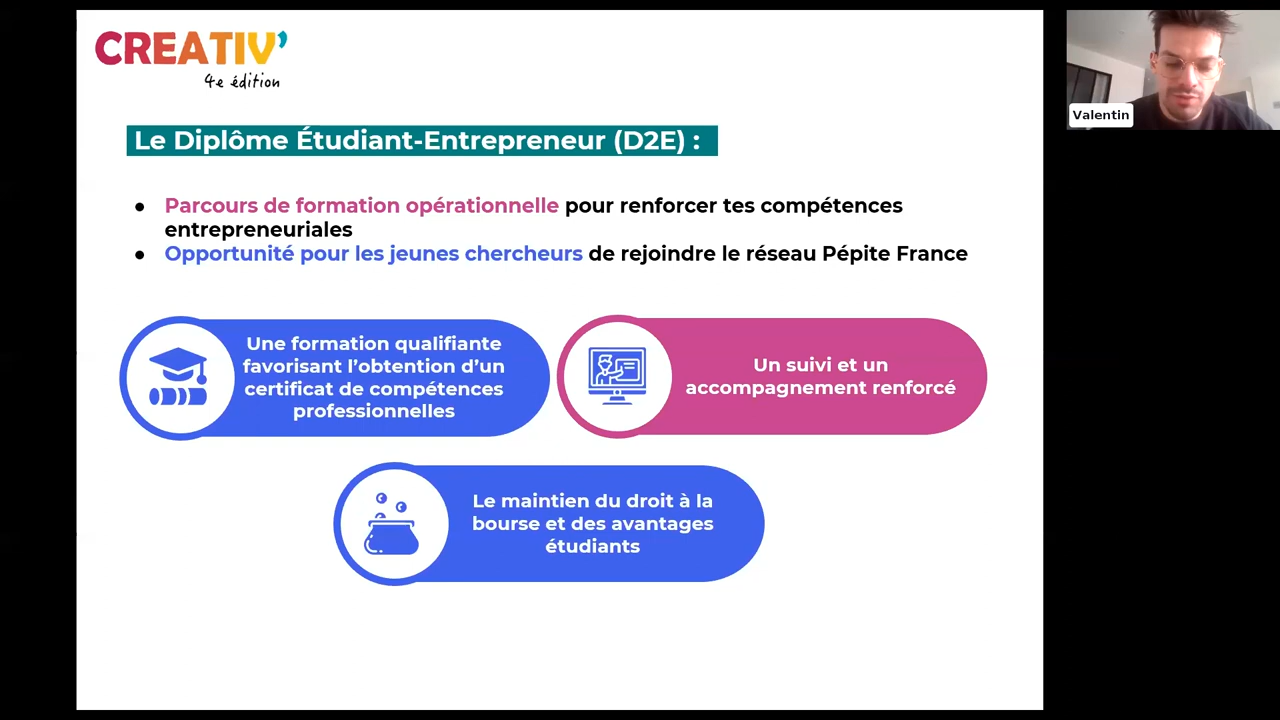 CREATIV'
4e édition
Valentin
Le Diplôme Étudiant-Entrepreneur (D2E) :
● Parcours de formation opérationnelle pour renforcer tes compétences
entrepreneuriales
● Opportunité pour les jeunes chercheurs de rejoindre le réseau Pépite France
Une formation qualifiante
favorisant l’obtention d’un
certificat de compétences
professionnelles
Un suivi et un
accompagnement renforcé
Le maintien du droit à la
bourse et des avantages
étudiants